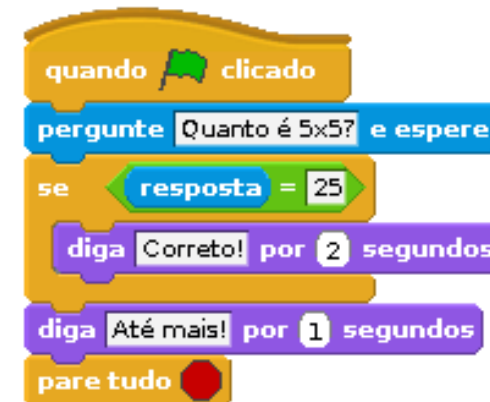 quando clicado
pergunte Quanto é 5x5? e espere
se resposta = 25
diga Correto! por 2 segundos
diga Até mais! por 1 segundos
pare tudo